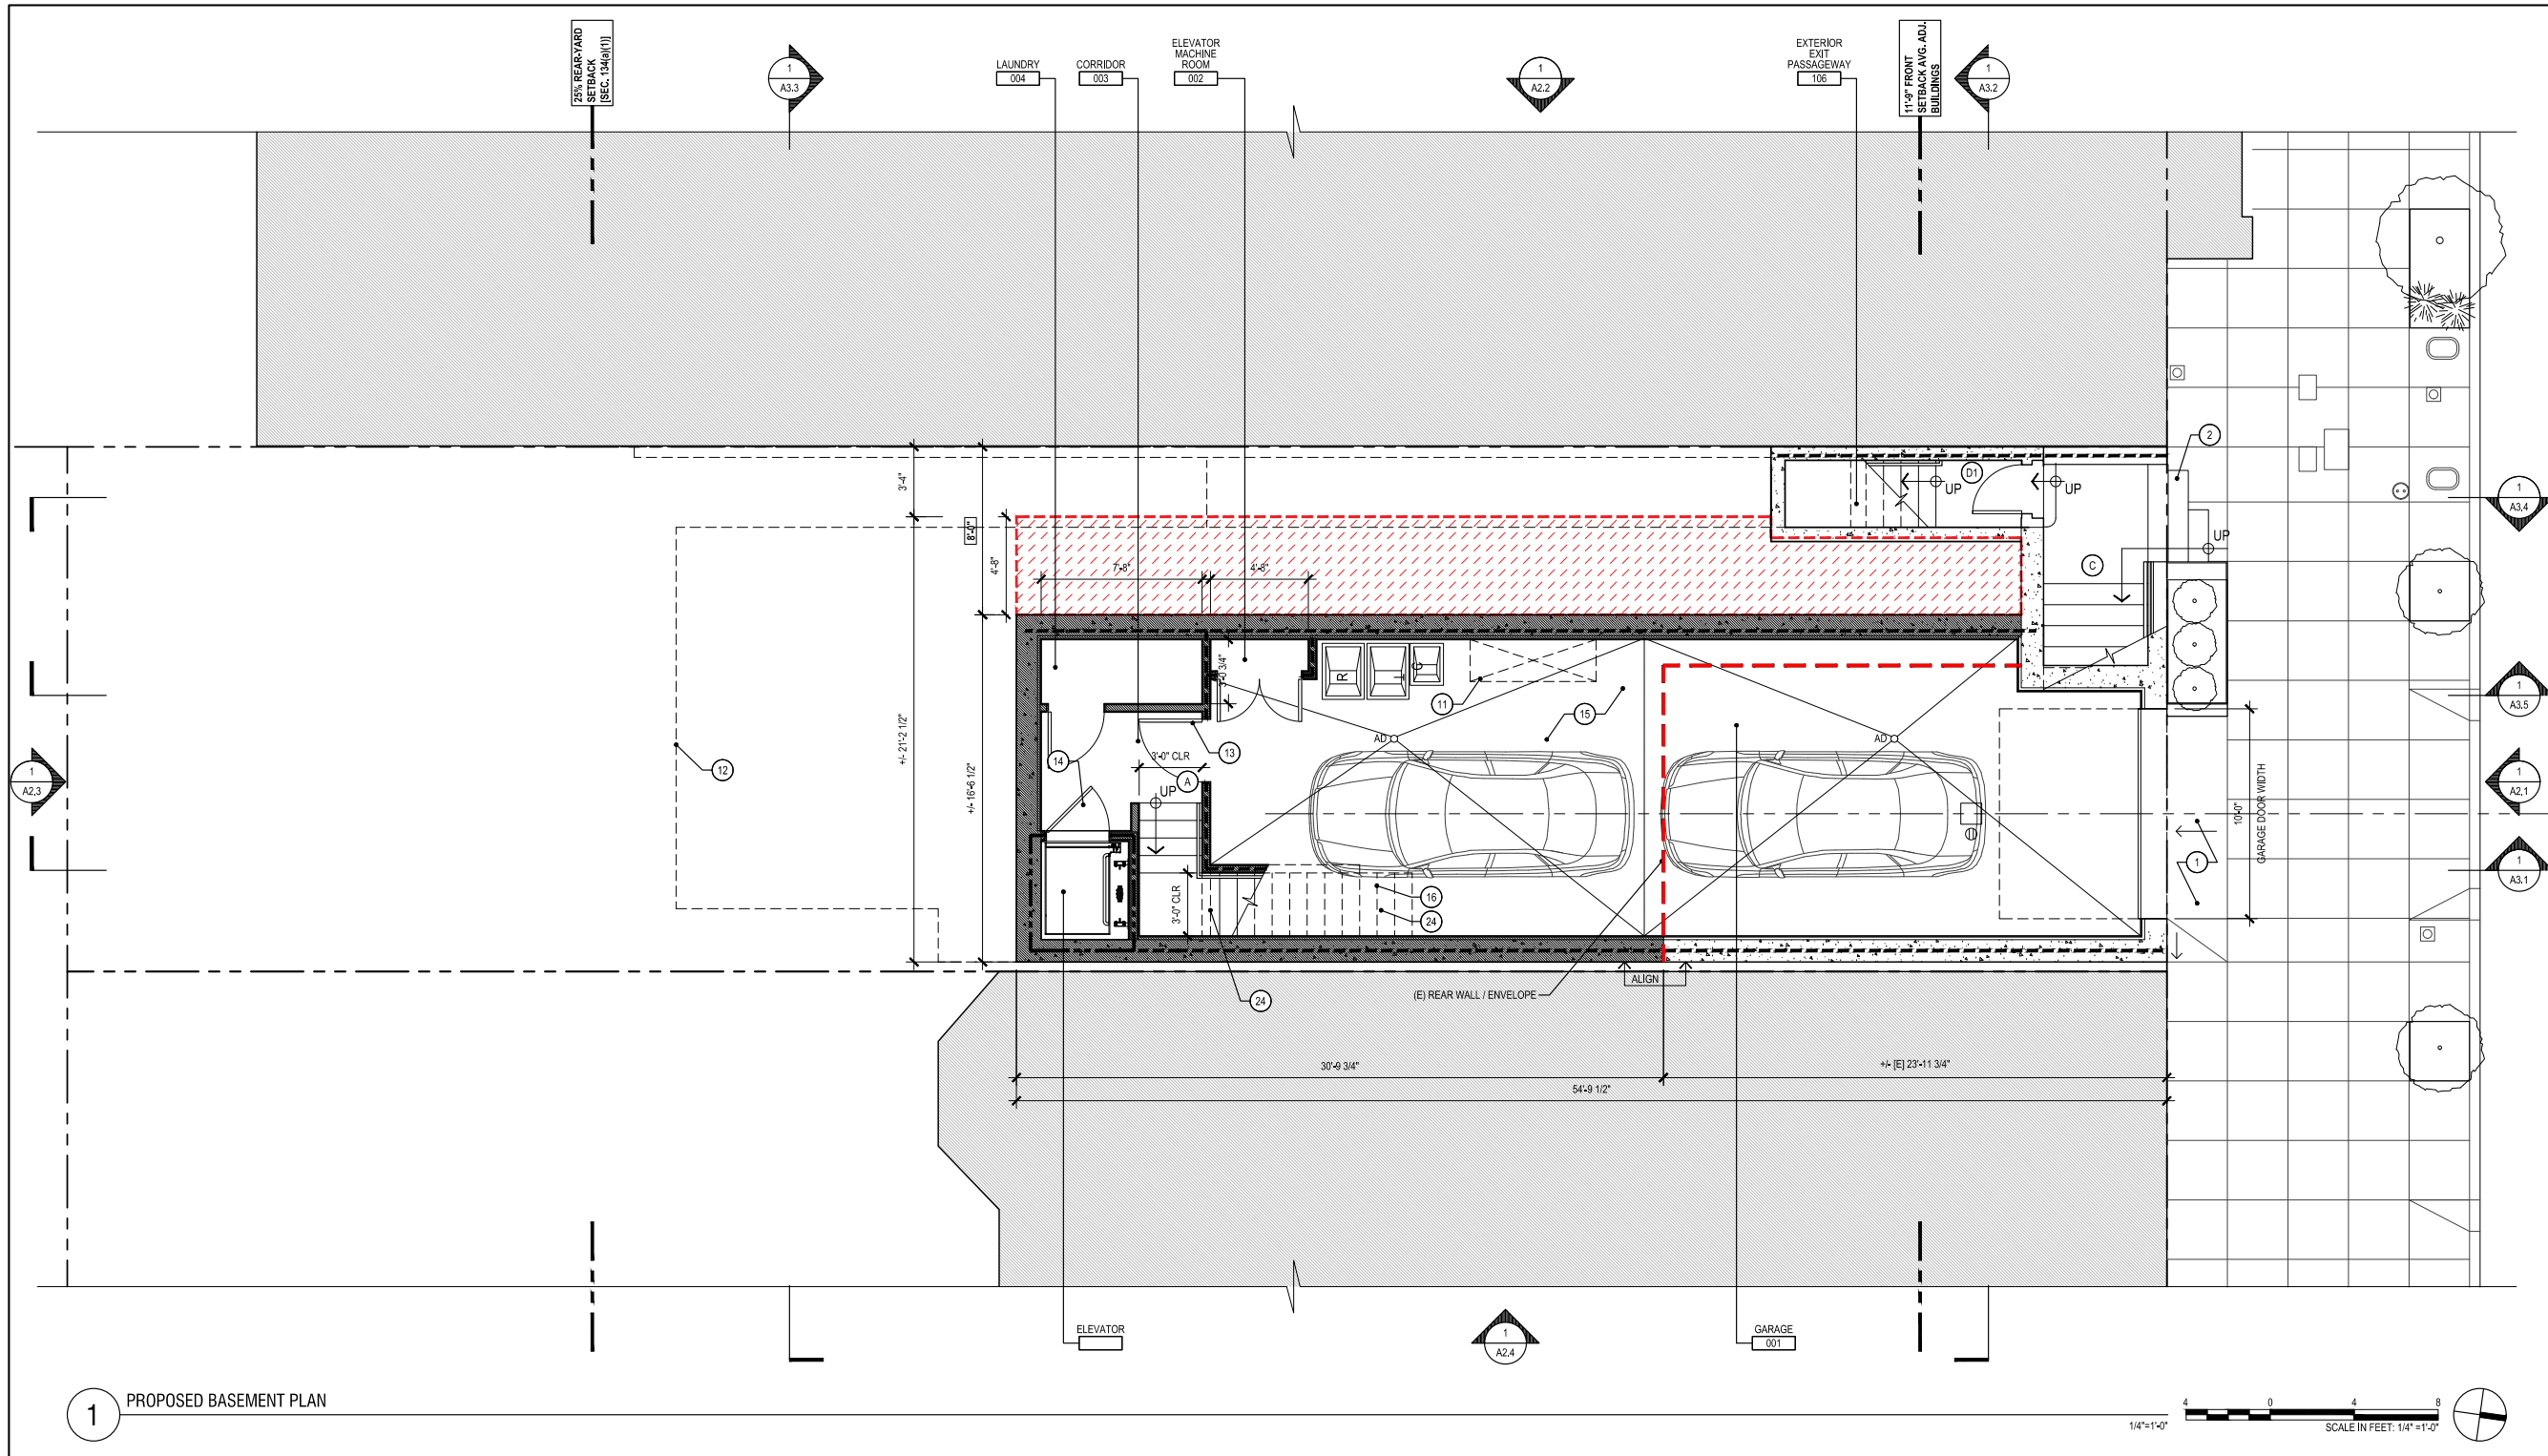 25% REAR-YARD
SETBACK
[SEC. 134(a)(1)]
1
A3.3
LAUNDRY
004
CORRIDOR
003
ELEVATOR
MACHINE
ROOM
002
1
A2.2
EXTERIOR
EXIT
PASSAGEWAY
106
11'-9" FRONT
SETBACK AVG. ADJ.
BUILDINGS
1
A3.2
2
3'-4"
8'-0"
4'-8"
7'-8"
4'-8"
D1
UP
UP
UP
C
1
A3.4
3'-0 3/4"
R
L
C
11
15
1
A3.5
+/- 21'-2 1/2"
+/- 16'-6 1/2"
12
14
13
3'-0" CLR
A
UP
AD
AD
1
A2.3
1
A2.1
10'-0"
GARAGE DOOR WIDTH
1
1
A3.1
3'-0" CLR
16
24
24
ALIGN
(E) REAR WALL / ENVELOPE
30'-9 3/4"
+/- [E] 23'-11 3/4"
54'-9 1/2"
ELEVATOR
1
A2.4
GARAGE
001
1
PROPOSED BASEMENT PLAN
1/4"=1'-0"
4 0 4 8
SCALE IN FEET: 1/4" =1'-0"